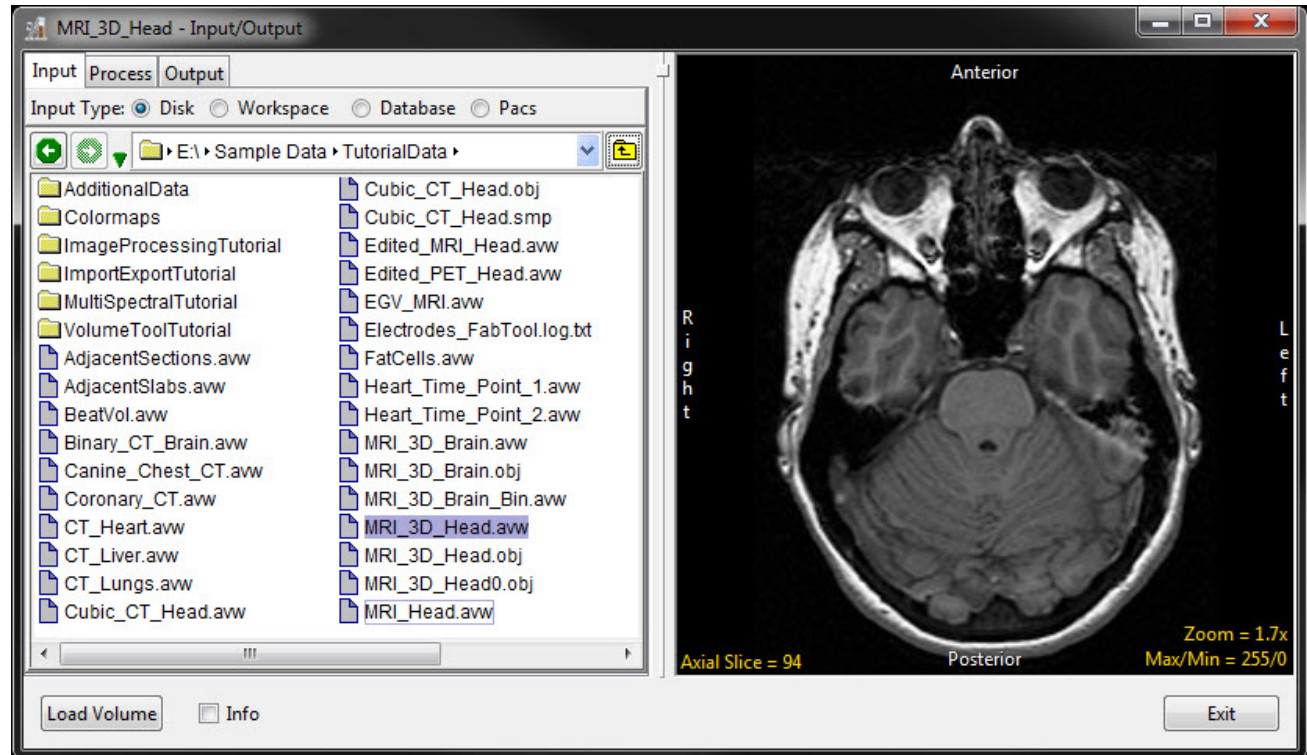 MRI_3D_Head - Input/Output
Input Process Output
Input Type: Disk Workspace Database Pacs
E:\ Sample Data TutorialData
AdditionalData
Colormaps
ImageProcessingTutorial
ImportExportTutorial
MultiSpectralTutorial
VolumeToolTutorial
AdjacentSections.avw
AdjacentSlabs.avw
BeatVol.avw
Binary_CT_Brain.avw
Canine_Chest_CT.avw
Coronary_CT.avw
CT_Heart.avw
CT_Liver.avw
CT_Lungs.avw
Cubic_CT_Head.avw
Cubic_CT_Head.obj
Cubic_CT_Head.smp
Edited_MRI_Head.avw
Edited_PET_Head.avw
EGV_MRI.avw
Electrodes_FabTool.log.txt
FatCells.avw
Heart_Time_Point_1.avw
Heart_Time_Point_2.avw
MRI_3D_Brain.avw
MRI_3D_Brain.obj
MRI_3D_Brain_Bin.avw
MRI_3D_Head.avw
MRI_3D_Head.obj
MRI_3D_Head0.obj
MRI_Head.avw
Anterior
Right
Left
Zoom = 1.7x
Axial Slice = 94 Posterior Max/Min = 255/0
Load Volume Info Exit